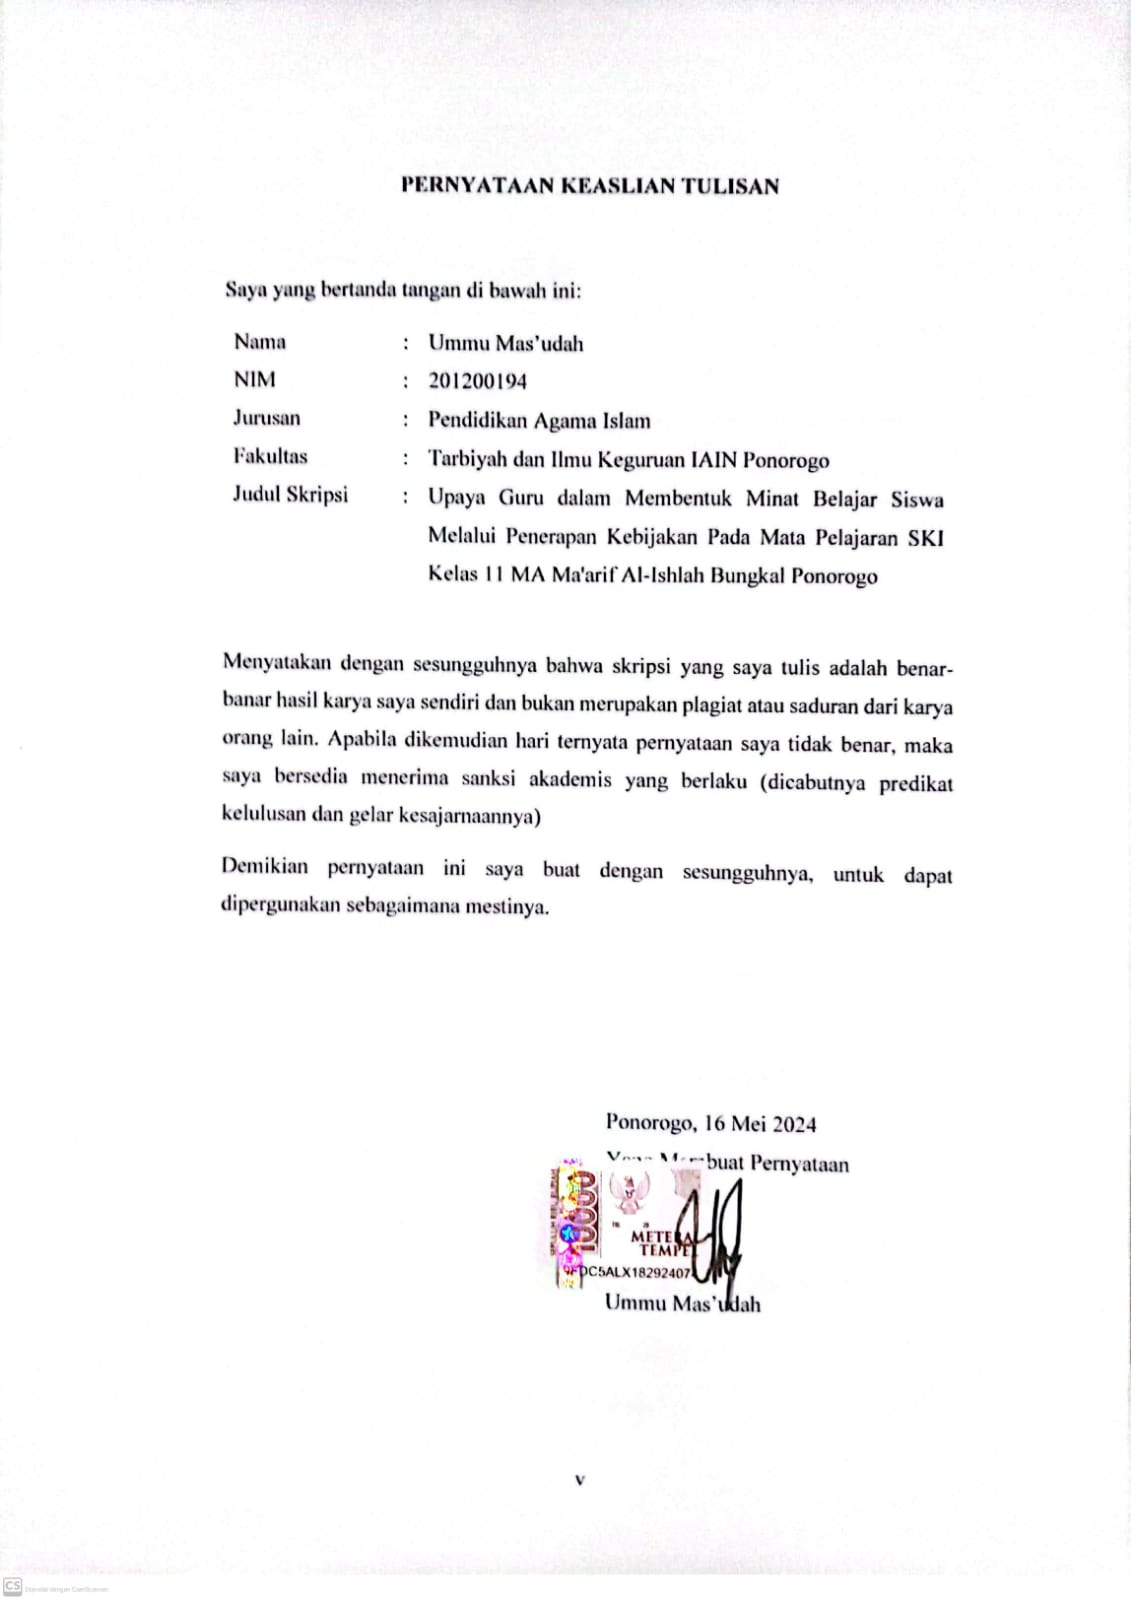 PERNYATAAN KEASLIAN TULISAN
Saya yang bertanda tangan di bawah ini:
Nama : Ummu Mas’udah
NIM : 201200194
Jurusan : Pendidikan Agama Islam
Fakultas : Tarbiyah dan Ilmu Keguruan IAIN Ponorogo
Judul Skripsi : Upaya Guru dalam Membentuk Minat Belajar Siswa
Melalui Penerapan Kebijakan Pada Mata Pelajaran SKI
Kelas 11 MA Ma'arif Al-Ishlah Bungkal Ponorogo
Menyatakan dengan sesungguhnya bahwa skripsi yang saya tulis adalah benar-
banar hasil karya saya sendiri dan bukan merupakan plagiat atau saduran dari karya
orang lain. Apabila dikemudian hari ternyata pernyataan saya tidak benar, maka
saya bersedia menerima sanksi akademis yang berlaku (dicabutnya predikat
kelulusan dan gelar kesajarnaannya)
Demikian pernyataan ini saya buat dengan sesungguhnya, untuk dapat
dipergunakan sebagaimana mestinya.
Ponorogo, 16 Mei 2024
buat Pernyataan
10000
METERAI
TEMPEL
Ummu Mas’udah
v
CS Dipindai dengan CamScanner